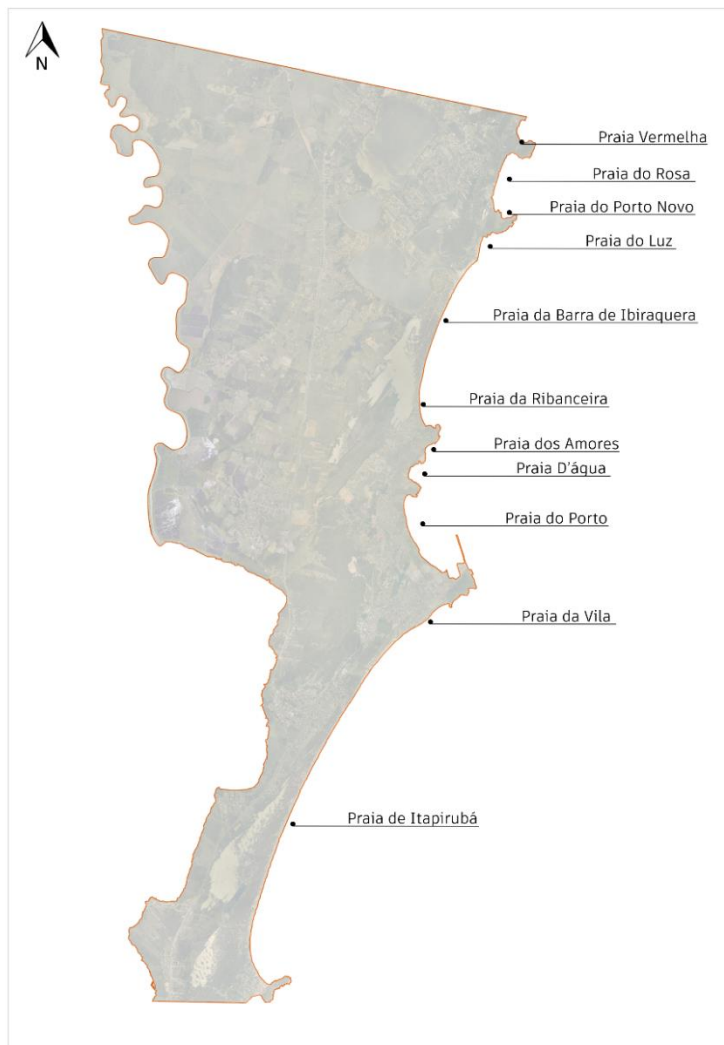 N
Praia Vermelha
Praia do Rosa
Praia do Porto Novo
Praia do Luz
Praia da Barra de Ibiraquera
Praia da Ribanceira
Praia dos Amores
Praia D'água
Praia do Porto
Praia da Vila
Praia de Itapirubá